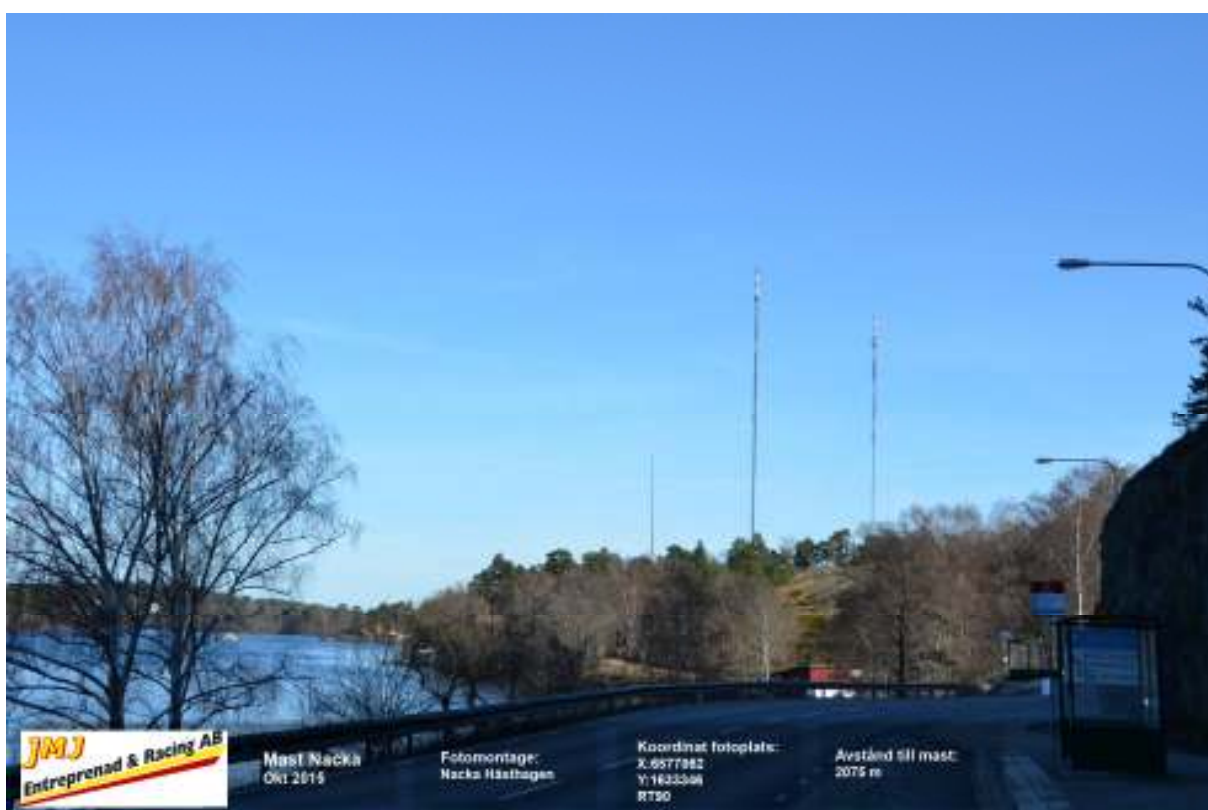 JMJ
Entreprenad & Racing AB
Mast Nacka
Okt 2015
Fotomontage:
Nacka Hästhagen
Koordinat fotoplats:
X:6577862
Y:1633346
RT90
Avstånd till mast:
2075 m